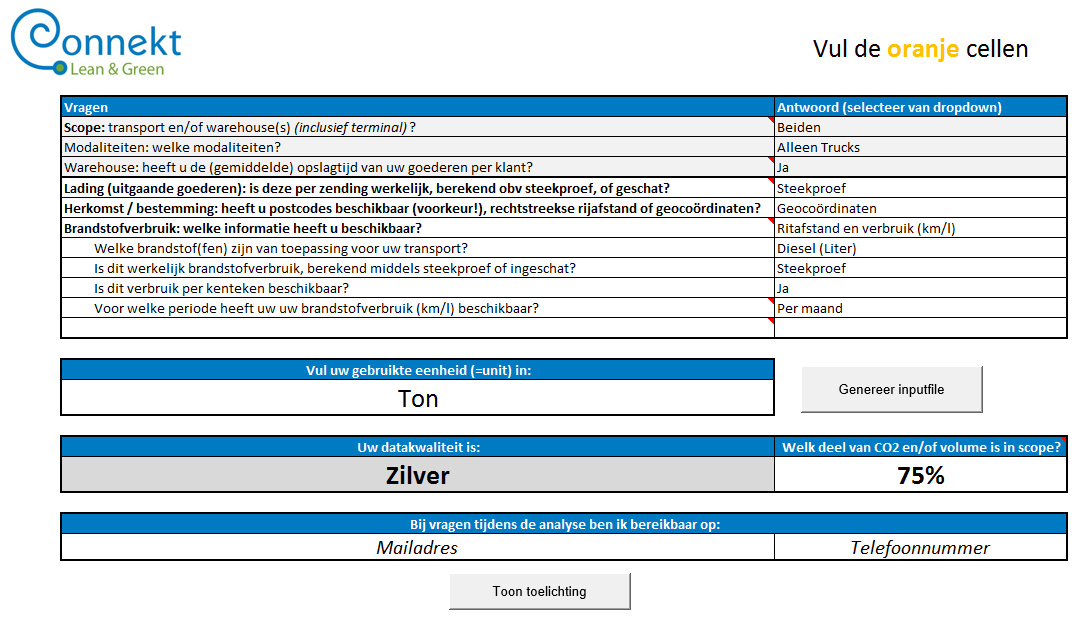 Connekt
Lean & Green
Vul de oranje cellen
Vragen Antwoord (selecteer van dropdown)
Scope: transport en/of warehouse(s) (inclusief terminal) ? Beiden
Modaliteiten: welke modaliteiten? Alleen Trucks
Warehouse: heeft u de (gemiddelde) opslagtijd van uw goederen per klant? Ja
Lading (uitgaande goederen): is deze per zending werkelijk, berekend obv steekproef, of geschat? Steekproef
Herkomst / bestemming: heeft u postcodes beschikbaar (voorkeur!), rechtstreekse rijafstand of geocoördinaten? Geocoördinaten
Brandstofverbruik: welke informatie heeft u beschikbaar? Ritafstand en verbruik (km/l)
Welke brandstof(fen) zijn van toepassing voor uw transport? Diesel (Liter)
Is dit werkelijk brandstofverbruik, berekend middels steekproef of ingeschat? Steekproef
Is dit verbruik per kenteken beschikbaar? Ja
Voor welke periode heeft uw uw brandstofverbruik (km/l) beschikbaar? Per maand
Vul uw gebruikte eenheid (=unit) in:
Ton
Genereer inputfile
Uw datakwaliteit is: Welk deel van CO2 en/of volume is in scope?
Zilver 75%
Bij vragen tijdens de analyse ben ik bereikbaar op:
Mailadres Telefoonnummer
Toon toelichting